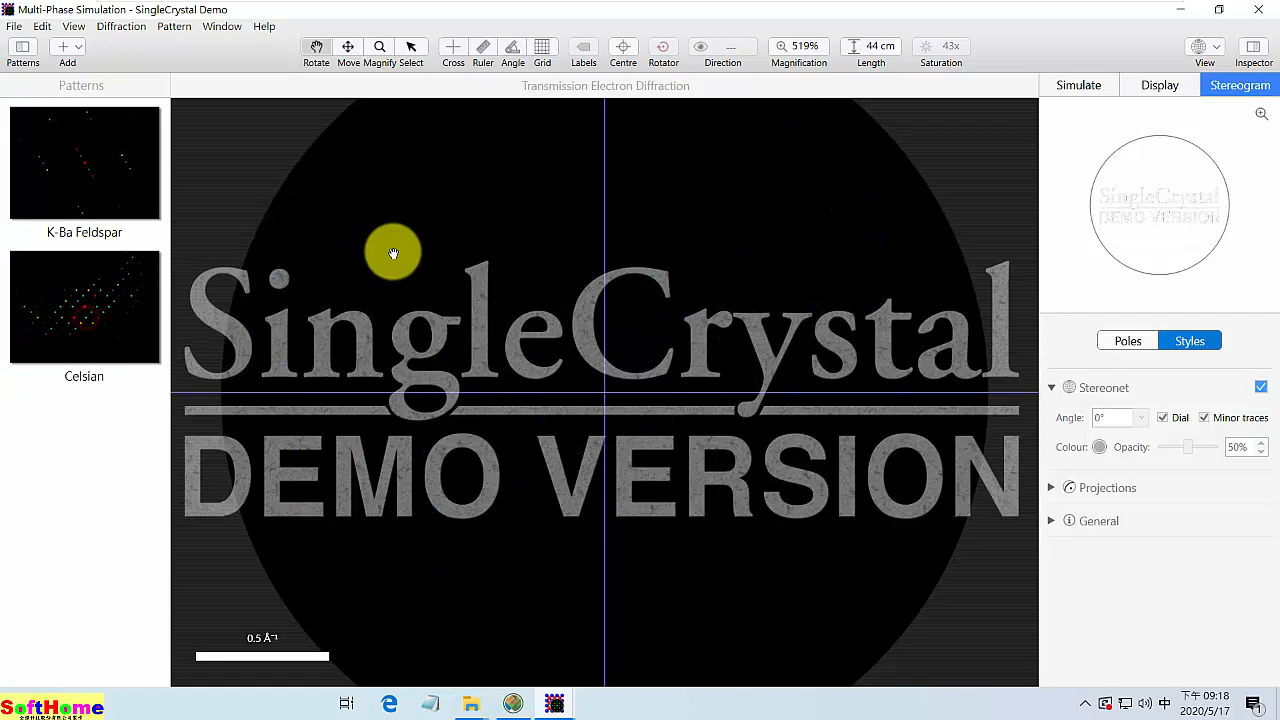 Multi-Phase Simulation - SingleCrystal Demo
File Edit View Diffraction Pattern Window Help
519% 44 cm 43x
Patterns Add Rotate Move Magnify Select Cross Ruler Angle Grid Labels Centre Rotator Direction Magnification Length Saturation View Inspector
Patterns Transmission Electron Diffraction Simulate Display Stereogram
K-Ba Feldspar
Celsian
SingleCrystal
DEMO VERSION
0.5 Å⁻¹
SingleCrystal
DEMO VERSION
Poles Styles
Stereonet
Angle: 0° Dial Minor traces
Colour: Opacity: 50%
Projections
General
SoftHome
中 下午 09:18
2020/5/17